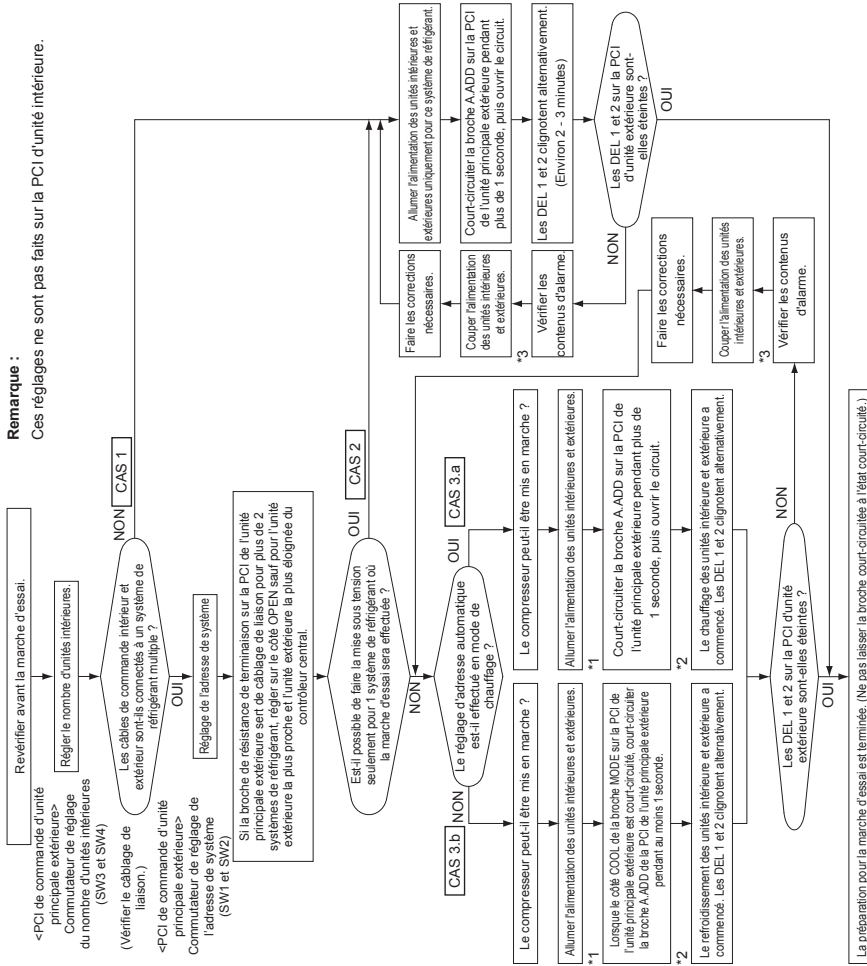 Remarque :
Ces réglages ne sont pas faits sur la PCI d'unité intérieure.
Revérifier avant la marche d'essai.
<PCI de commande d'unité
principale extérieure>
Commutateur de réglage
du nombre d'unités intérieures
(SW3 et SW4)
Régler le nombre d'unités intérieures.
(Vérifier le câblage de
liaison.)
Les câbles de commande intérieur et
extérieur sont-ils connectés à un système de
réfrigérant multiple ?
NON
CAS 1
OUI
<PCI de commande d'unité
principale extérieure>
Commutateur de réglage de
l'adresse de système
(SW1 et SW2)
Réglage de l'adresse de système
Si la broche de résistance de terminaison sur la PCI de l'unité
principale extérieure sert de câblage de liaison pour plus de 2
systèmes de réfrigérant, régler sur le côté OPEN sauf pour l'unité
extérieure la plus proche et l'unité extérieure la plus éloignée du
contrôleur central.
Est-il possible de faire la mise sous tension
seulement pour 1 système de réfrigérant où
la marche d'essai sera effectuée ?
OUI
CAS 2
NON
Le réglage d'adresse automatique
est-il effectué en mode de
chauffage ?
CAS 3.b
NON
OUI
CAS 3.a
Le compresseur peut-il être mis en marche ?
Allumer l'alimentation des unités intérieures et extérieures.
*1
Lorsque le côté COOL de la broche MODE sur la PCI de
l'unité principale extérieure est court-circuité, court-circuiter
la broche A.ADD de la PCI de l'unité principale extérieure
pendant au moins 1 seconde.
*2
Le refroidissement des unités intérieure et extérieure a
commencé. Les DEL 1 et 2 clignotent alternativement.
Le compresseur peut-il être mis en marche ?
Allumer l'alimentation des unités intérieures et extérieures.
*1
Court-circuiter la broche A.ADD sur la PCI de
l'unité principale extérieure pendant plus de
1 seconde, puis ouvrir le circuit.
*2
Le chauffage des unités intérieure et extérieure a
commencé. Les DEL 1 et 2 clignotent alternativement.
Les DEL 1 et 2 sur la PCI d'unité
extérieure sont-elles éteintes ?
NON
OUI
Faire les corrections
nécessaires.
Couper l'alimentation des unités
intérieures et extérieures.
*3
Vérifier les contenus
d'alarme.
Allumer l'alimentation des unités intérieures et
extérieures uniquement pour ce système de réfrigérant.
Court-circuiter la broche A.ADD sur la PCI
de l'unité principale extérieure pendant
plus de 1 seconde, puis ouvrir le circuit.
Les DEL 1 et 2 clignotent alternativement.
(Environ 2 - 3 minutes)
Les DEL 1 et 2 sur la PCI
d'unité extérieure sont-
elles éteintes ?
NON
OUI
Faire les corrections
nécessaires.
Couper l'alimentation
des unités intérieures
et extérieures.
*3
Vérifier les
contenus d'alarme.
La préparation pour la marche d'essai est terminée. (Ne pas laisser la broche court-circuitée à l'état court-circuité.)